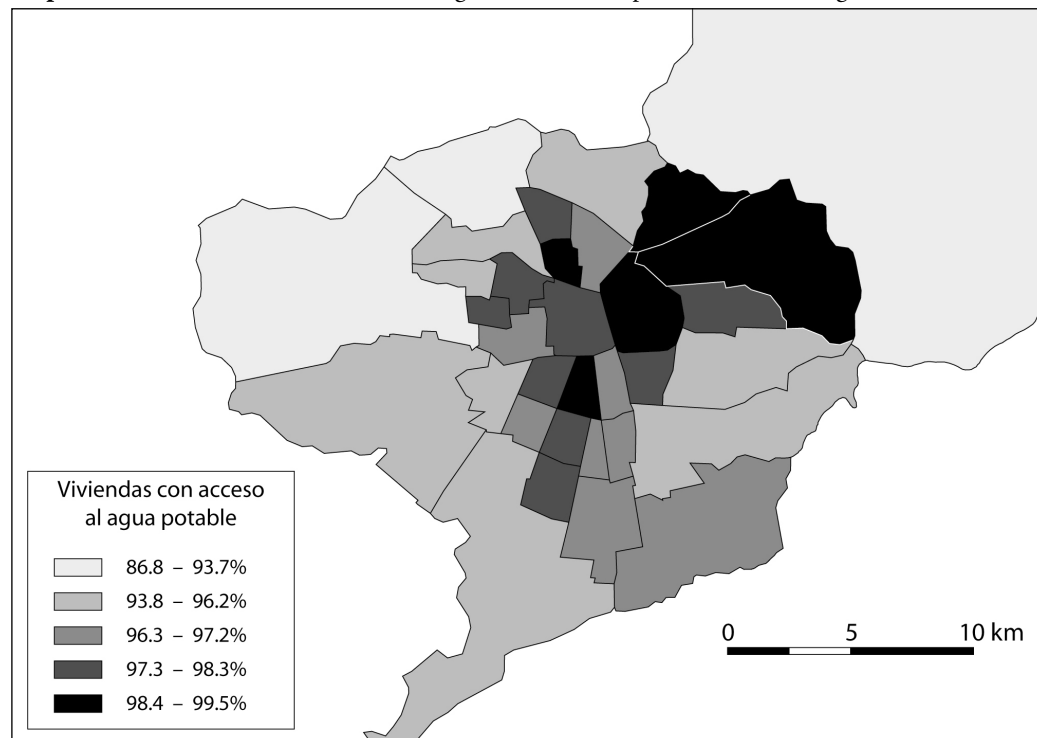 Viviendas con acceso
al agua potable
86.8 – 93.7%
93.8 – 96.2%
96.3 – 97.2%
97.3 – 98.3%
98.4 – 99.5%
0 5 10 km